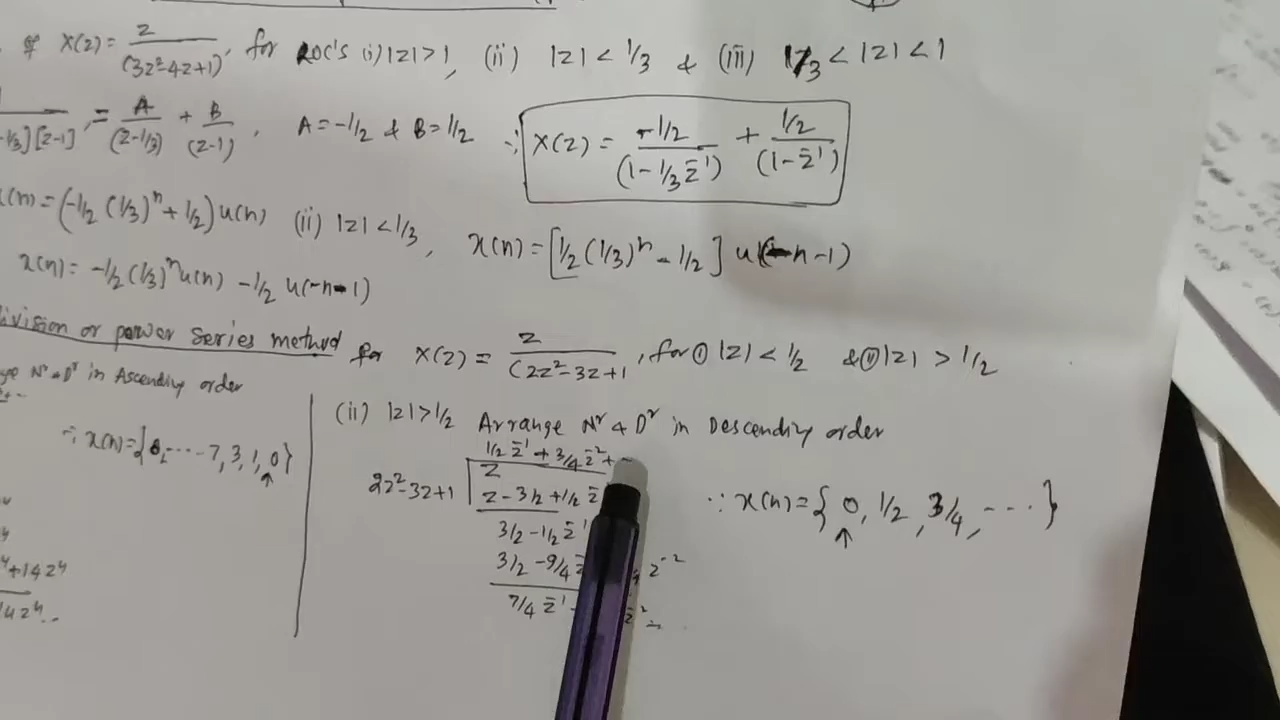 If X(z) = z / (3z²-4z+1), for ROC's (i) |z| > 1, (ii) |z| < 1/3 & (iii) 1/3 < |z| < 1
-1/3][z-1], = A/(z-1/3) + B/(z-1), A = -1/2 & B = 1/2 ∴ X(z) = -1/2 / (1-1/3 z⁻¹) + 1/2 / (1-z⁻¹)
x(n) = (-1/2 (1/3)ⁿ + 1/2) u(n) (ii) |z| < 1/3, x(n) = [1/2 (1/3)ⁿ - 1/2] u(-n-1)
x(n) = -1/2 (1/3)ⁿ u(n) - 1/2 u(-n-1)
division or power series method for X(z) = z / (2z²-3z+1, for (i) |z| < 1/2 & (ii) |z| > 1/2
Nʳ & Dʳ in Ascending order
∴ x(n) = { ... 7, 3, 1, 0 }
↑
+14z⁴
(ii) |z| > 1/2 Arrange Nʳ & Dʳ in Descending order
1/2 z⁻¹ + 3/4 z⁻² +
2z²-3z+1 | z
z - 3/2 + 1/2 z
3/2 - 1/2 z⁻¹
3/2 - 9/4 z⁻²
7/4 z⁻¹ z⁻²
∵ x(n) = { 0, 1/2, 3/4, --- }
↑